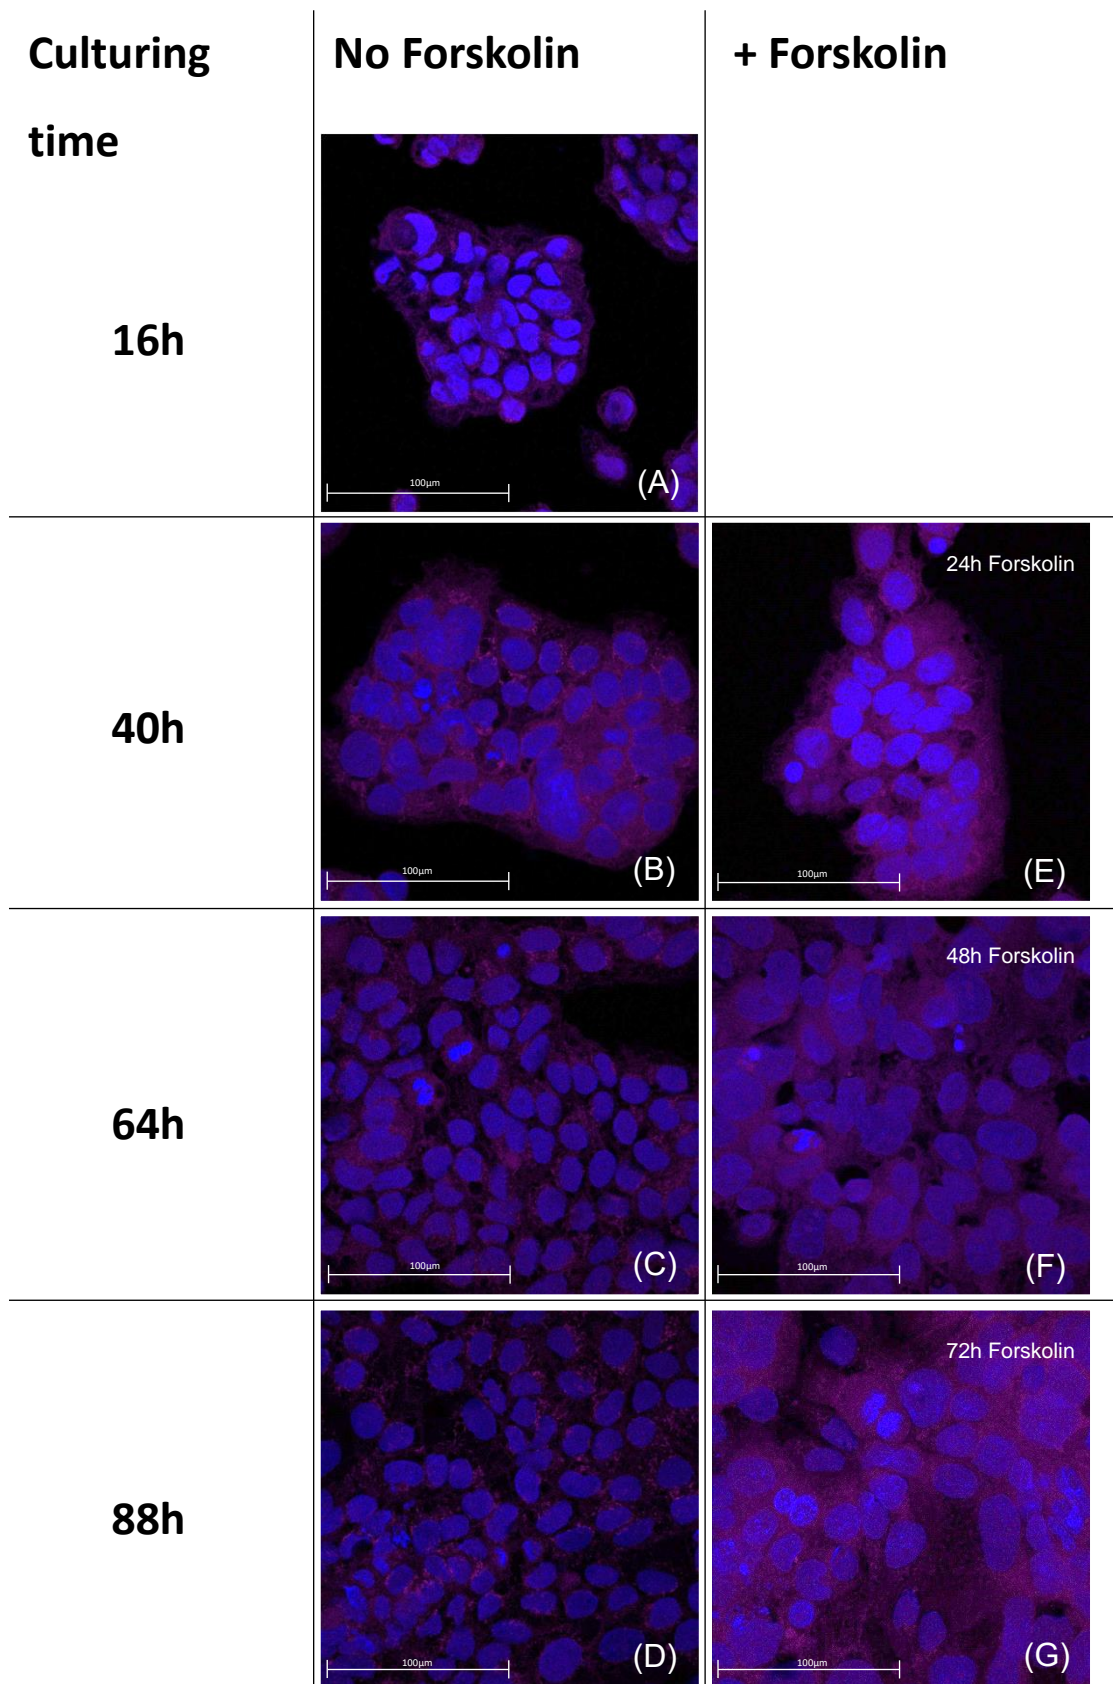 Culturing
time
No Forskolin
+ Forskolin
16h
100µm
(A)
40h
100µm
(B)
24h Forskolin
100µm
(E)
64h
100µm
(C)
48h Forskolin
100µm
(F)
88h
100µm
(D)
72h Forskolin
100µm
(G)